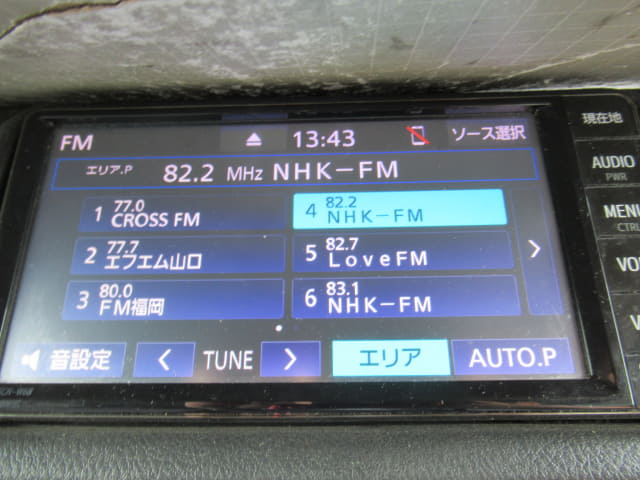 FM 13:43 ソース選択
エリア.P 82.2 MHz NHK-FM
1 77.0 CROSS FM
2 77.7 エフエム山口
3 80.0 FM福岡
4 82.2 NHK-FM
5 82.7 LoveFM
6 83.1 NHK-FM
音設定 TUNE エリア AUTO.P
現在地
AUDIO
PWR
MENU
CTRL
VO
V